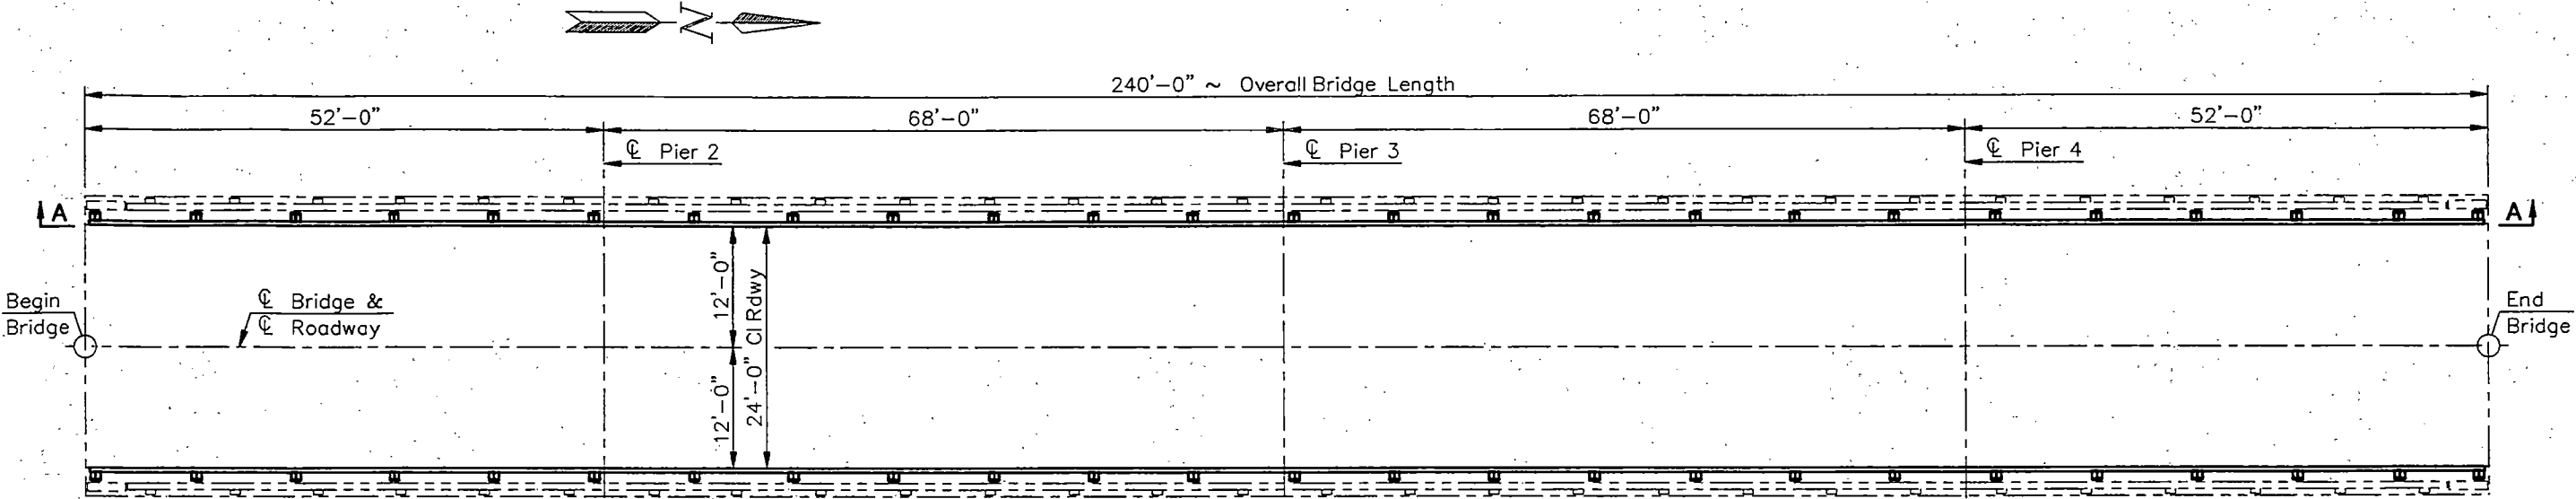 N
240'-0" ~ Overall Bridge Length
52'-0" 68'-0" 68'-0" 52'-0"
℄ Pier 2 ℄ Pier 3 ℄ Pier 4
A A
12'-0"
24'-0" Cl Rdwy
12'-0"
Begin
Bridge
℄ Bridge &
℄ Roadway
End
Bridge